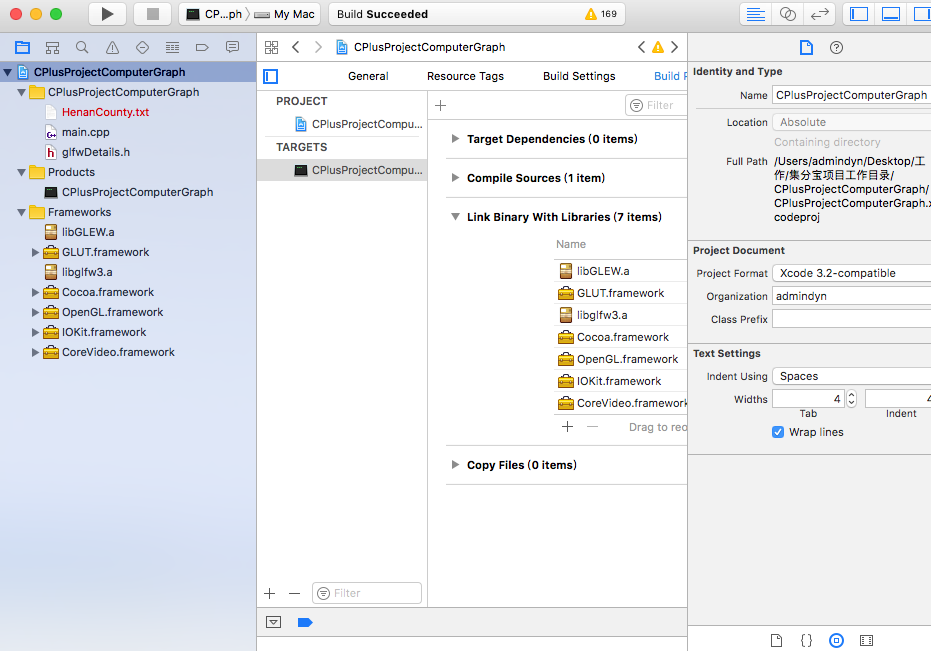 CP...ph
My Mac
Build Succeeded
169
CPlusProjectComputerGraph
CPlusProjectComputerGraph
HenanCounty.txt
main.cpp
glfwDetails.h
Products
CPlusProjectComputerGraph
Frameworks
libGLEW.a
GLUT.framework
libglfw3.a
Cocoa.framework
OpenGL.framework
IOKit.framework
CoreVideo.framework
CPlusProjectComputerGraph
General
Resource Tags
Build Settings
Build P
PROJECT
CPlusProjectCompu...
TARGETS
CPlusProjectCompu...
Filter
Filter
Target Dependencies (0 items)
Compile Sources (1 item)
Link Binary With Libraries (7 items)
Name
libGLEW.a
GLUT.framework
libglfw3.a
Cocoa.framework
OpenGL.framework
IOKit.framework
CoreVideo.framework
Drag to reo
Copy Files (0 items)
Identity and Type
Name CPlusProjectComputerGraph
Location Absolute
Containing directory
Full Path /Users/admindyn/Desktop/工
作/集分宝项目工作目录/
CPlusProjectComputerGraph/
CPlusProjectComputerGraph.x
codeproj
Project Document
Project Format Xcode 3.2-compatible
Organization admindyn
Class Prefix
Text Settings
Indent Using Spaces
Widths 4 4
Tab Indent
Wrap lines